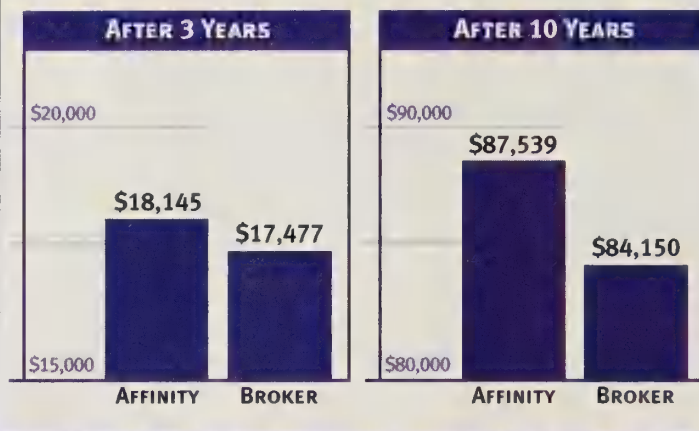 AFTER 3 YEARS
$20,000
$18,145
$17,477
$15,000
AFFINITY BROKER
AFTER 10 YEARS
$90,000
$87,539
$84,150
$80,000
AFFINITY BROKER